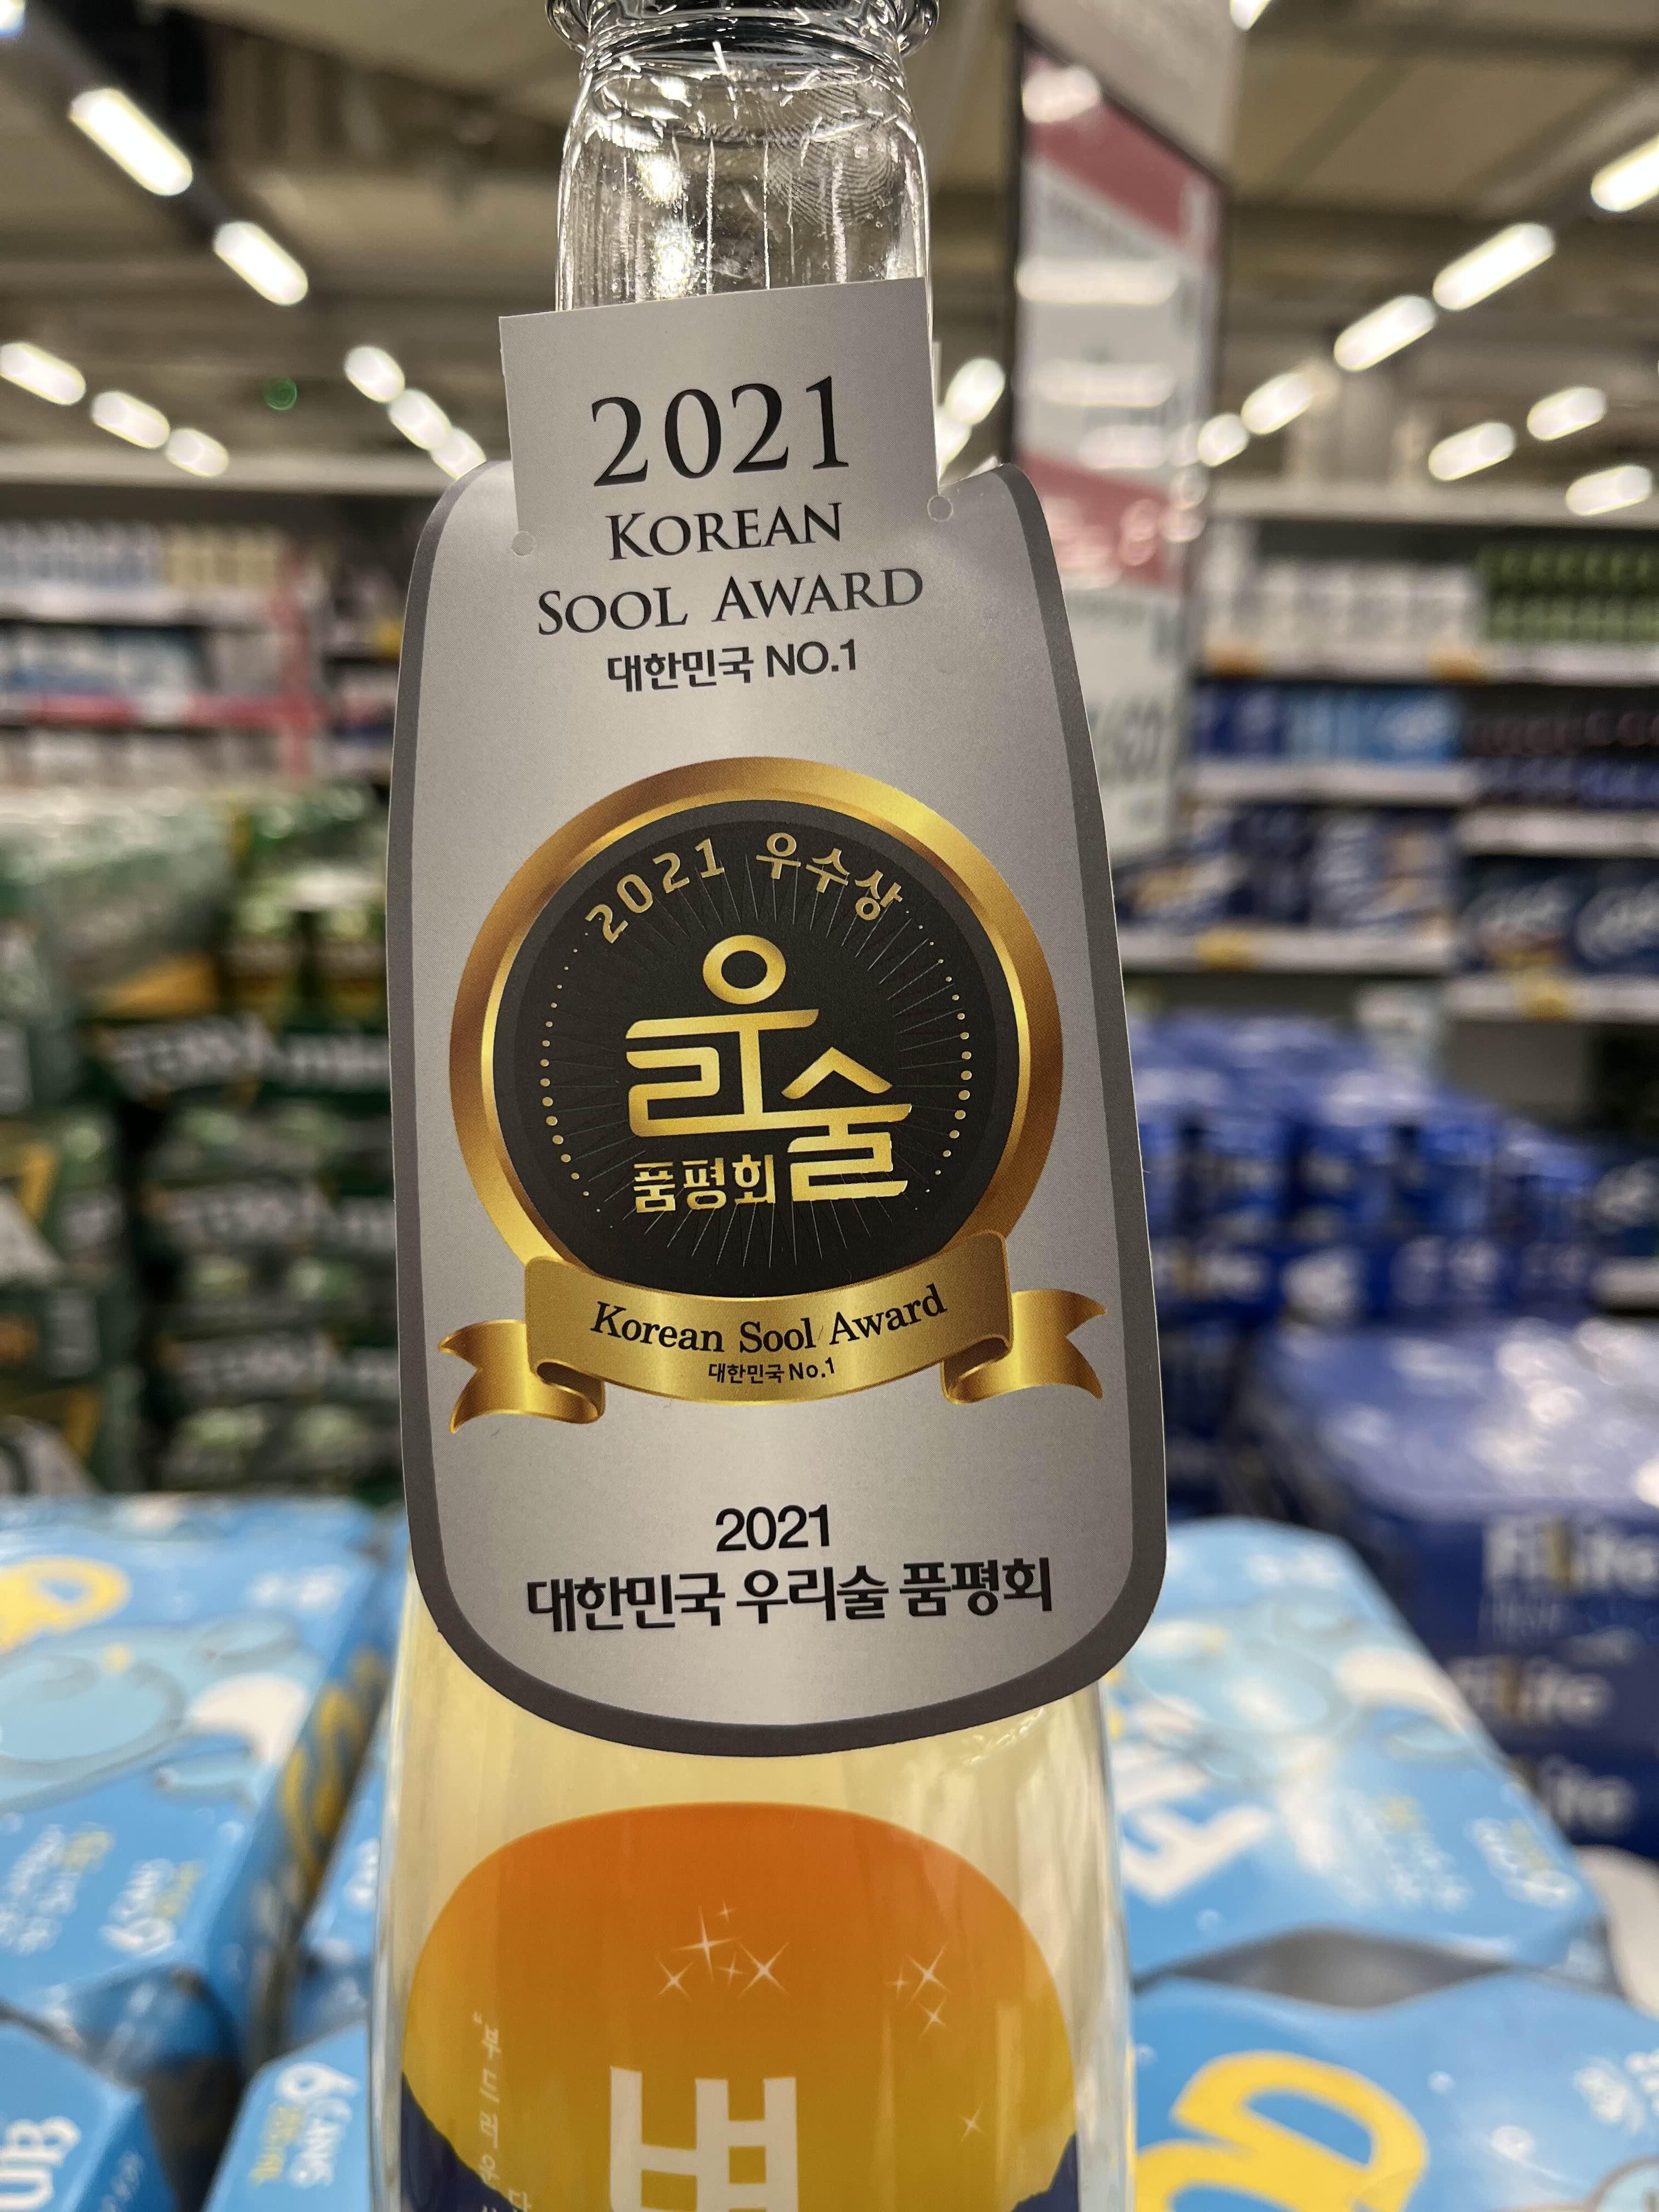 2021
KOREAN
SOOL AWARD
대한민국 NO.1
2021 우수상
우리술
품평회
Korean Sool Award
대한민국 No.1
2021
대한민국 우리술 품평회
FiLite
6CANS